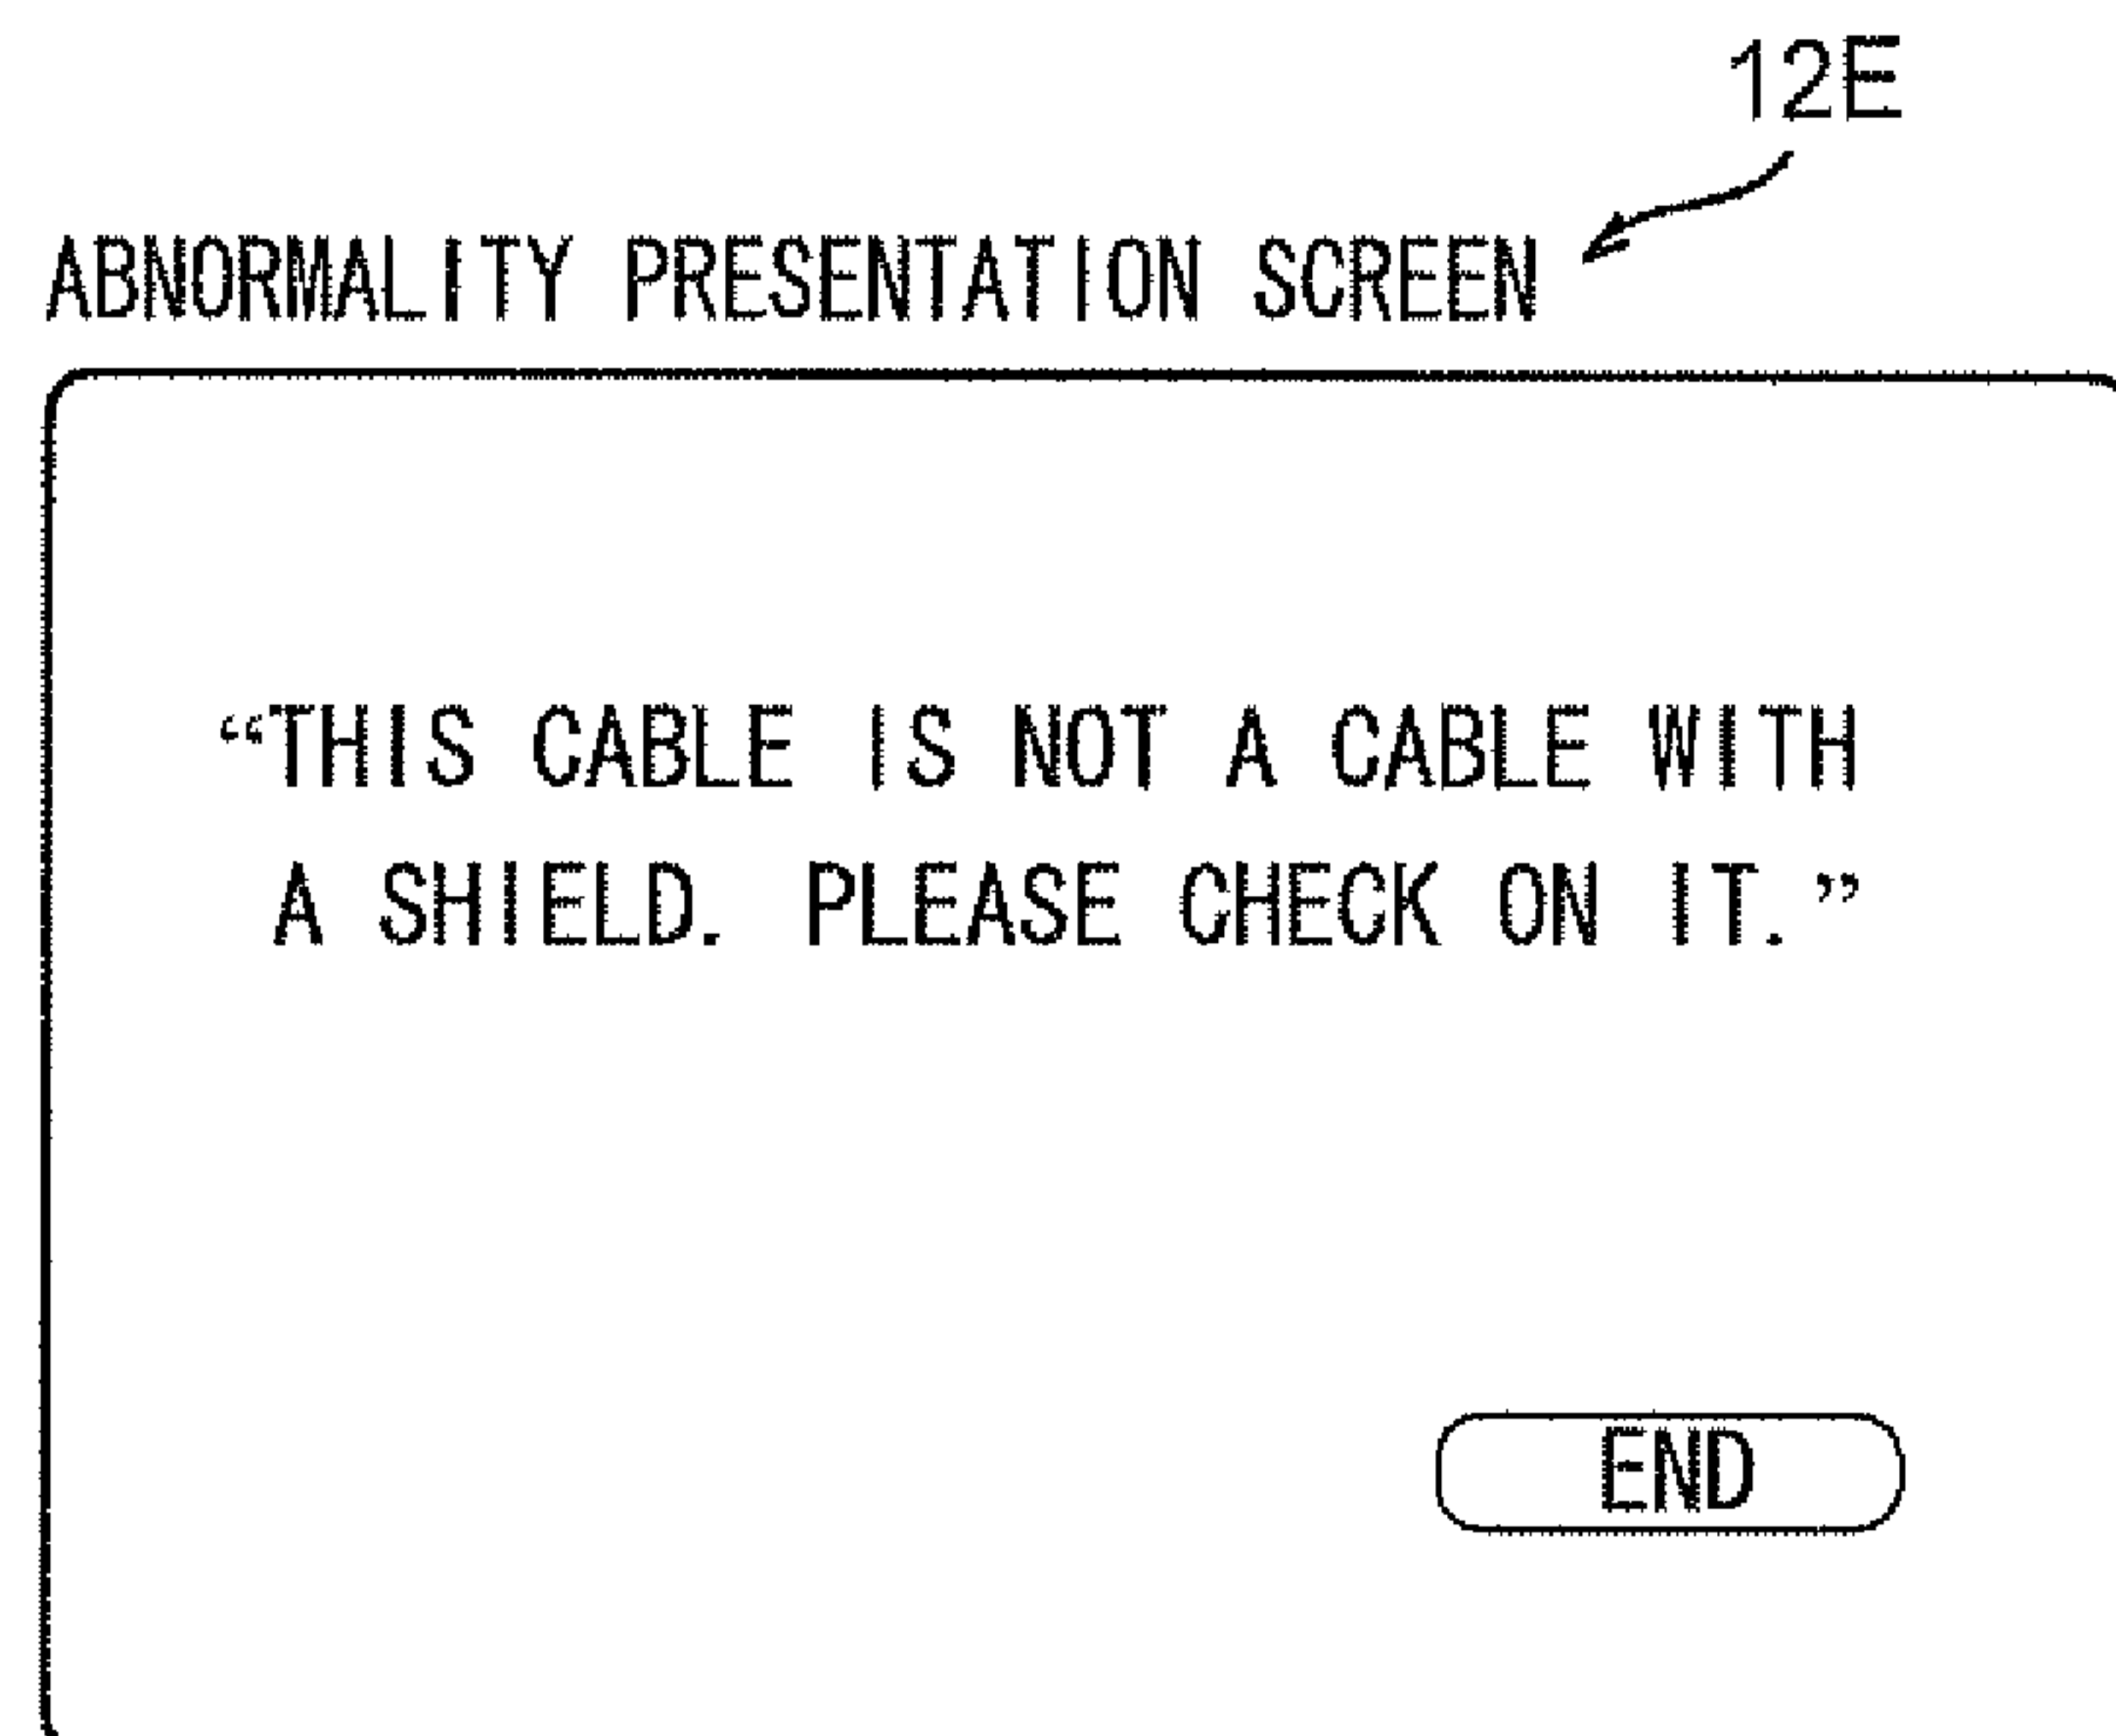 12E
ABNORMALITY PRESENTATION SCREEN
“THIS CABLE IS NOT A CABLE WITH
A SHIELD. PLEASE CHECK ON IT.”
END